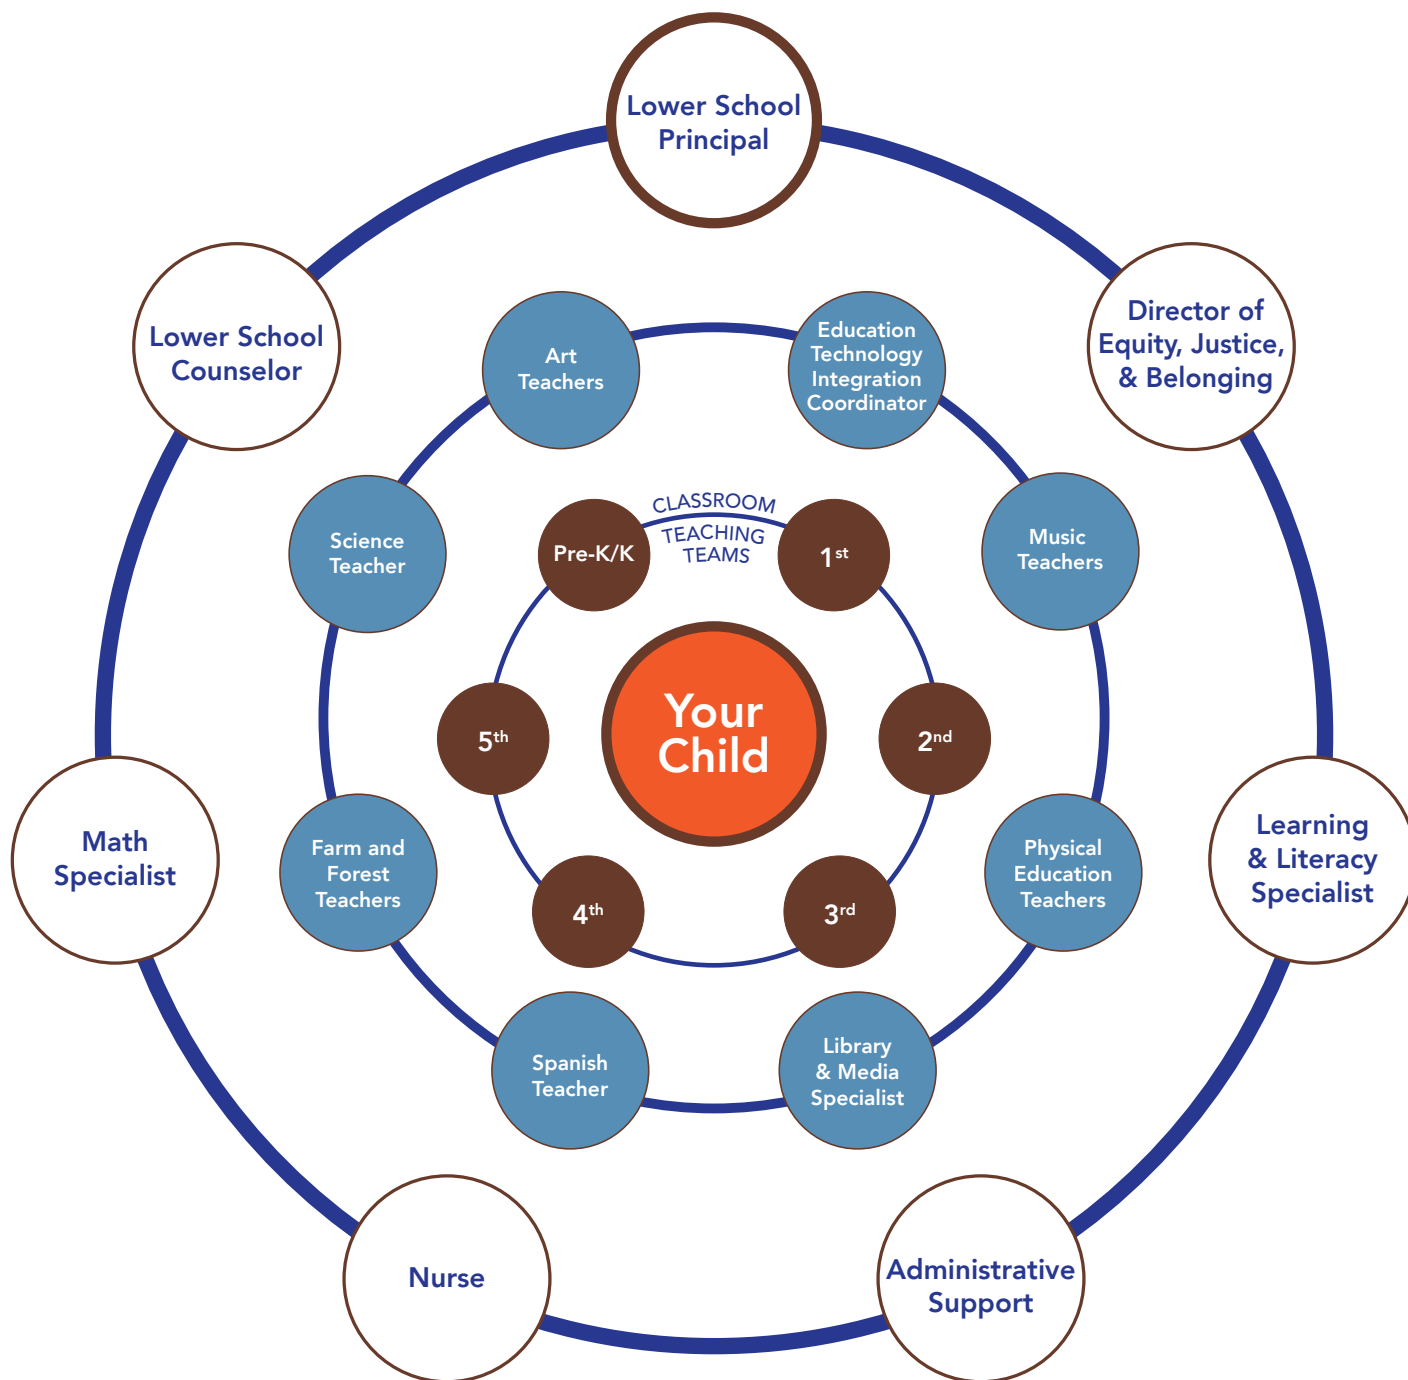 Lower School
Principal
Director of
Equity, Justice,
& Belonging
Lower School
Counselor
Education
Technology
Integration
Coordinator
Art
Teachers
Music
Teachers
Science
Teacher
CLASSROOM
TEACHING
TEAMS
Pre-K/K
1st
Your
Child
2nd
5th
3rd
4th
Math
Specialist
Learning
& Literacy
Specialist
Farm and
Forest
Teachers
Physical
Education
Teachers
Spanish
Teacher
Library
& Media
Specialist
Nurse
Administrative
Support